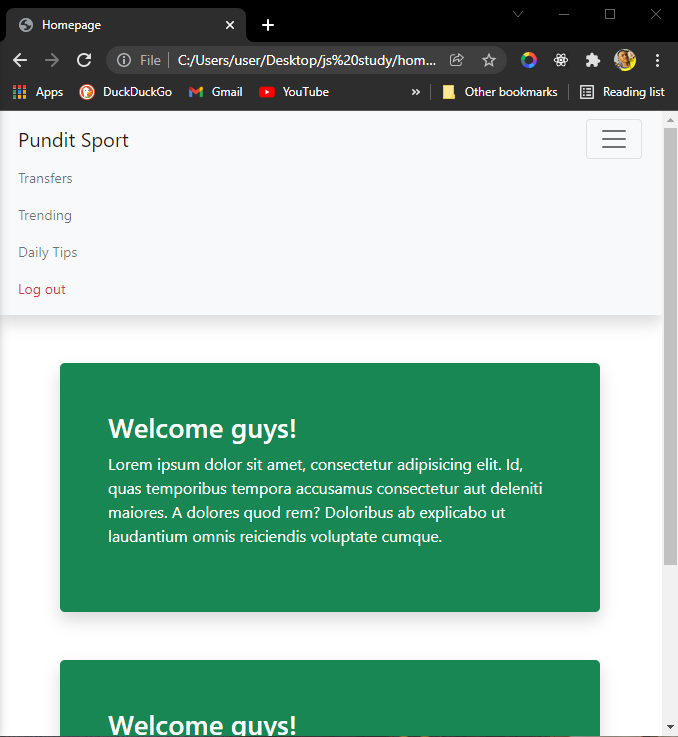 Homepage
File
C:/Users/user/Desktop/js%20study/hom...
Apps
DuckDuckGo
Gmail
YouTube
»
Other bookmarks
Reading list
Pundit Sport
Transfers
Trending
Daily Tips
Log out
Welcome guys!
Lorem ipsum dolor sit amet, consectetur adipisicing elit. Id,
quas temporibus tempora accusamus consectetur aut deleniti
maiores. A dolores quod rem? Doloribus ab explicabo ut
laudantium omnis reiciendis voluptate cumque.
Welcome guys!